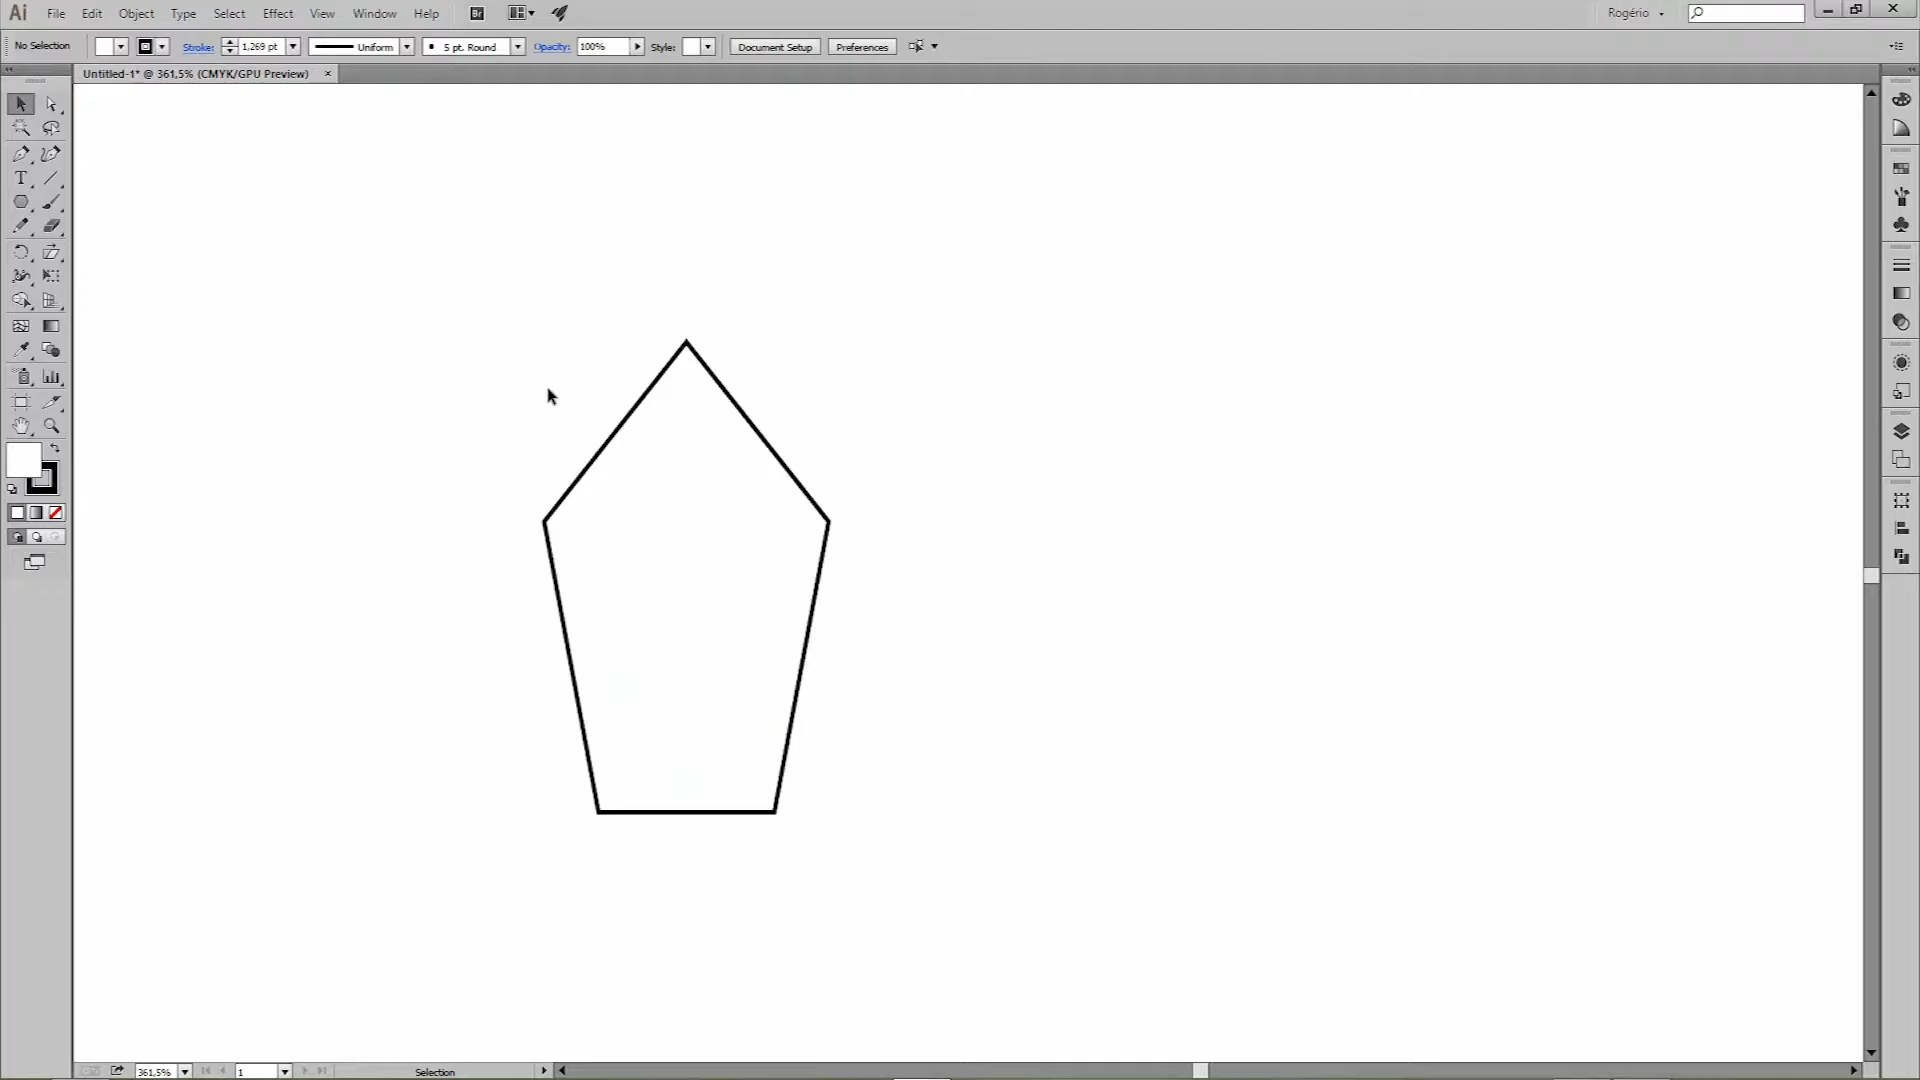 Ai File Edit Object Type Select Effect View Window Help Br Rogério
No Selection Stroke: 1,269 pt Uniform 5 pt. Round Opacity: 100% Style: Document Setup Preferences
Untitled-1* @ 361,5% (CMYK/GPU Preview) ×
T
361,5% 1 Selection